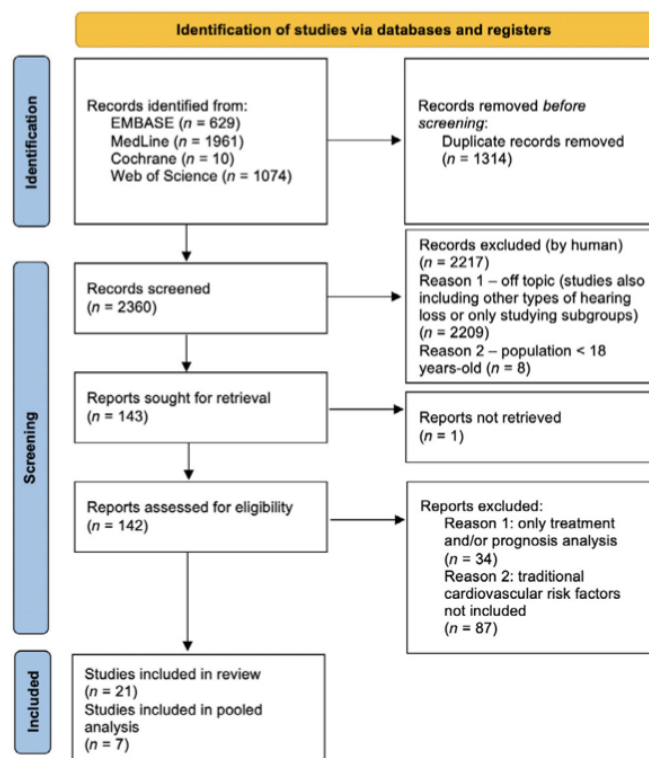 Identification of studies via databases and registers
Identification
Records identified from:
EMBASE (n = 629)
MedLine (n = 1961)
Cochrane (n = 10)
Web of Science (n = 1074)
Records removed before
screening:
Duplicate records removed
(n = 1314)
Screening
Records screened
(n = 2360)
Records excluded (by human)
(n = 2217)
Reason 1 – off topic (studies also
including other types of hearing
loss or only studying subgroups)
(n = 2209)
Reason 2 – population < 18
years-old (n = 8)
Reports sought for retrieval
(n = 143)
Reports not retrieved
(n = 1)
Reports assessed for eligibility
(n = 142)
Reports excluded:
Reason 1: only treatment
and/or prognosis analysis
(n = 34)
Reason 2: traditional
cardiovascular risk factors
not included
(n = 87)
Included
Studies included in review
(n = 21)
Studies included in pooled
analysis
(n = 7)